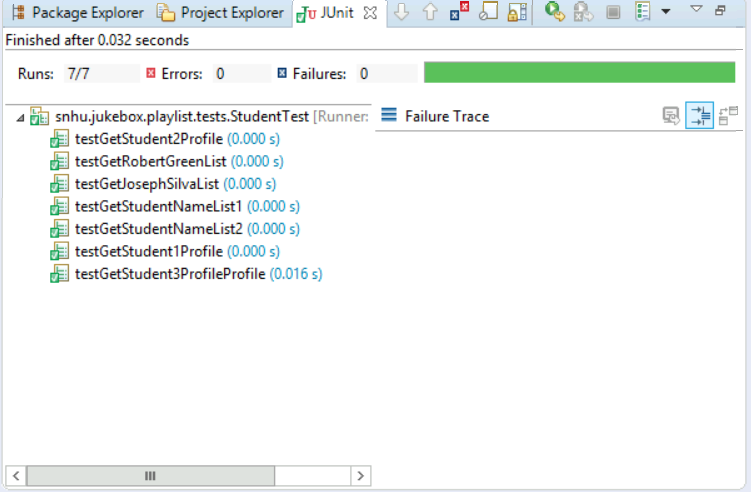 Package Explorer Project Explorer JUnit
Finished after 0.032 seconds
Runs: 7/7 Errors: 0 Failures: 0
snhu.jukebox.playlist.tests.StudentTest [Runner: Failure Trace
testGetStudent2Profile (0.000 s)
testGetRobertGreenList (0.000 s)
testGetJosephSilvaList (0.000 s)
testGetStudentNameList1 (0.000 s)
testGetStudentNameList2 (0.000 s)
testGetStudent1Profile (0.000 s)
testGetStudent3ProfileProfile (0.016 s)